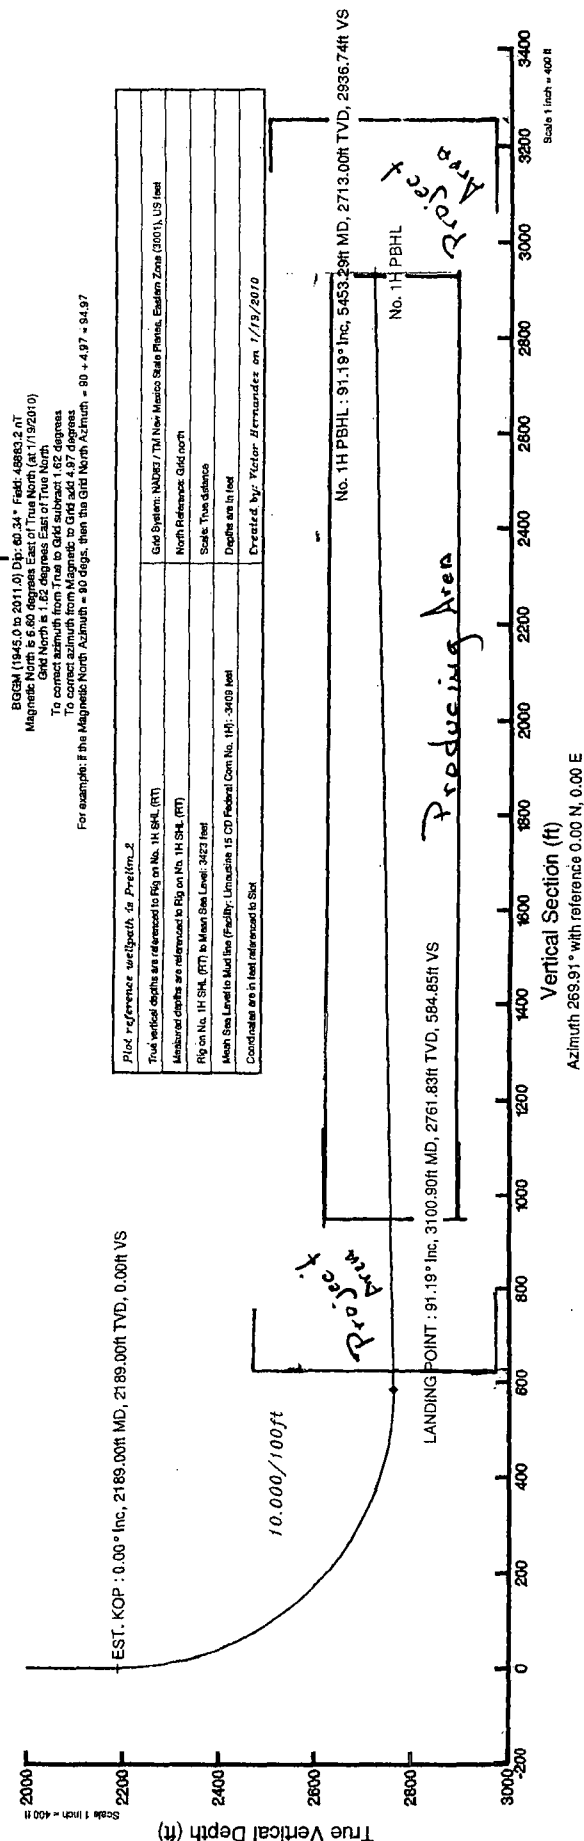 BGGM (1945.0 to 2011.0) Dip: 60.34° Field: 48883.2 nT
Magnetic North is 6.60 degrees East of True North (at 1/19/2010)
Grid North is 1.62 degrees East of True North
To correct azimuth from True to Grid subtract 1.62 degrees
To correct azimuth from Magnetic to Grid add 4.97 degrees
For example: if the Magnetic North Azimuth = 90 degs, then the Grid North Azimuth = 90 + 4.97 = 94.97
Plot reference wellpath is Prelim_2
True vertical depths are referenced to Rig on No. 1H SHL (RT)
Grid System: NAD83 / TM New Mexico State Planes, Eastern Zone (3001), US feet
Measured depths are referenced to Rig on No. 1H SHL (RT)
North Reference: Grid north
Rig on No. 1H SHL (RT) to Mean Sea Level: 3423 feet
Scale: True distance
Mean Sea Level to Mud line (Facility: Limousine 15 CD Federal Com No. 1H): -3409 feet
Depths are in feet
Coordinates are in feet referenced to Slot
Created by: Victor Hernandez on 1/19/2010
Scale 1 inch = 400 ft
True Vertical Depth (ft)
2000
2200
2400
2600
2800
3000
EST. KOP : 0.00° Inc, 2189.00ft MD, 2189.00ft TVD, 0.00ft VS
10.000/100ft
Project
Area
LANDING POINT : 91.19° Inc, 3100.90ft MD, 2761.83ft TVD, 584.85ft VS
Producing Area
No. 1H PBHL : 91.19° Inc, 5453.29ft MD, 2713.00ft TVD, 2936.74ft VS
No. 1H PBHL
Project
Area
-200
0
200
400
600
800
1000
1200
1400
1600
1800
2000
2200
2400
2600
2800
3000
3200
3400
Scale 1 inch = 400 ft
Vertical Section (ft)
Azimuth 269.91° with reference 0.00 N, 0.00 E